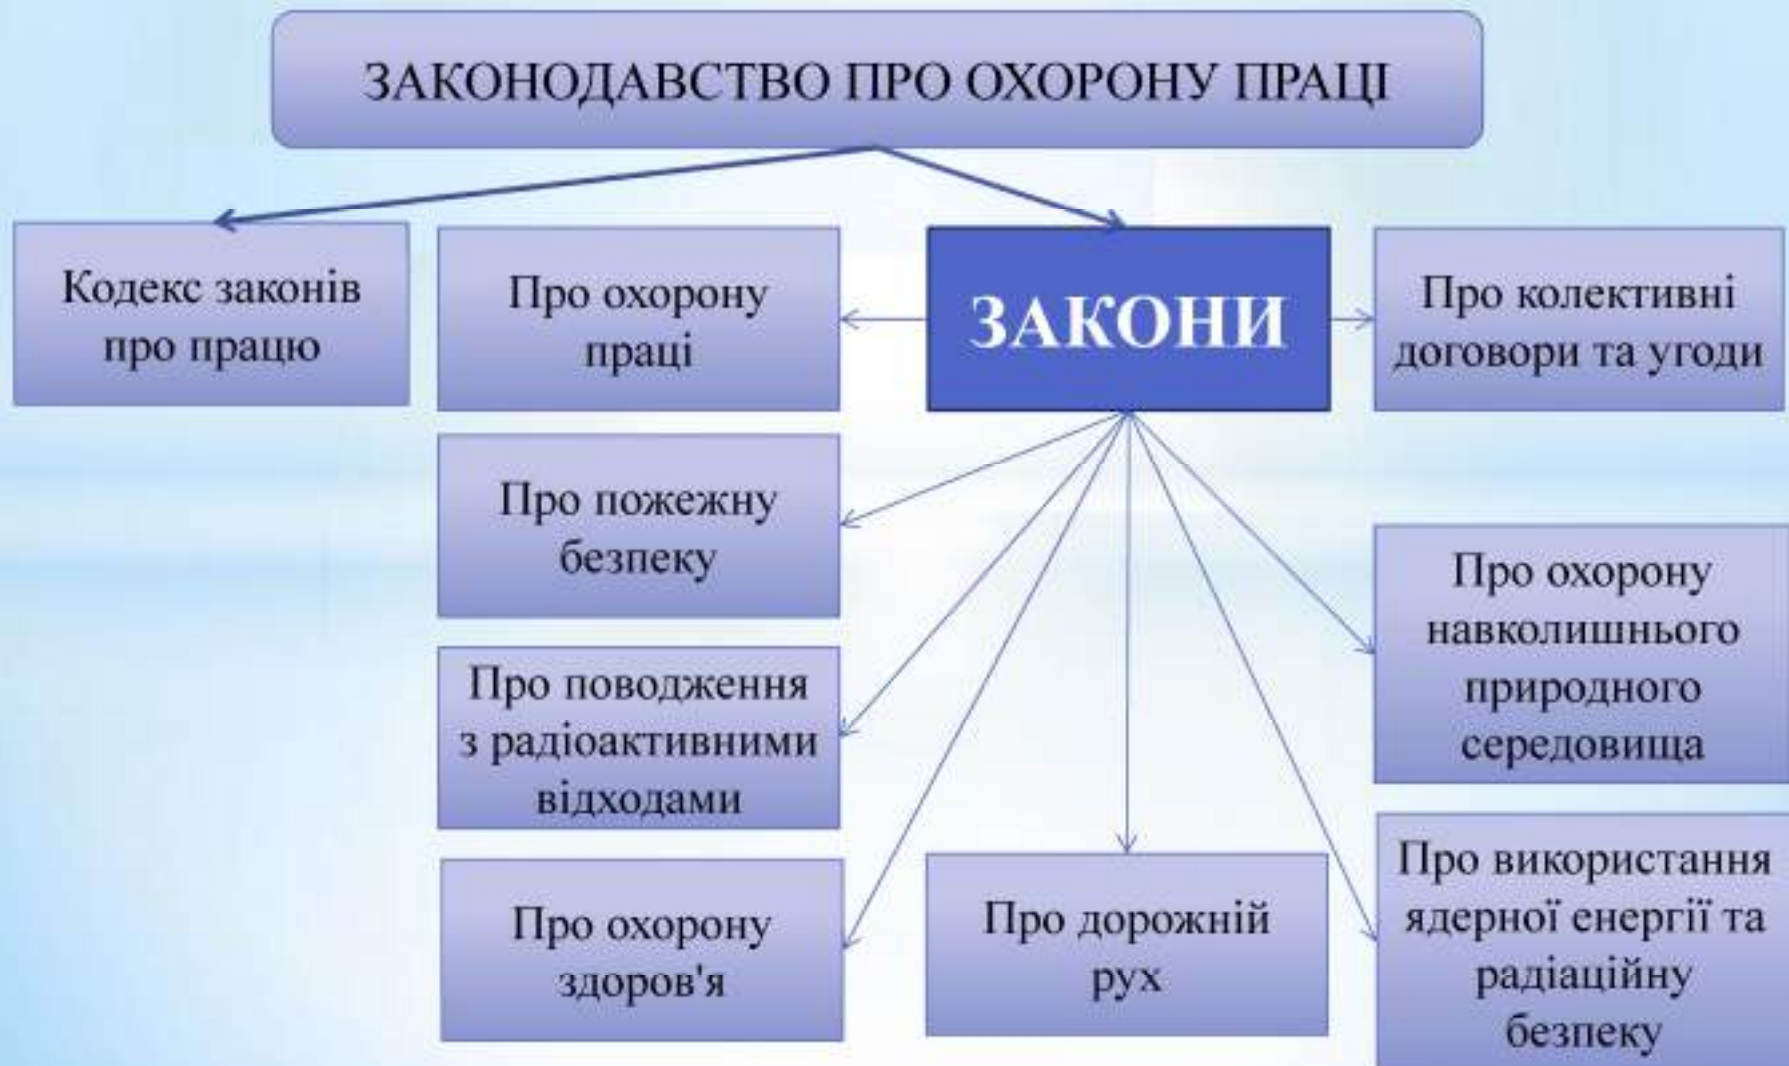 ЗАКОНОДАВСТВО ПРО ОХОРОНУ ПРАЦІ
Кодекс законів
про працю
Про охорону
праці
ЗАКОНИ
Про колективні
договори та угоди
Про пожежну
безпеку
Про охорону
навколишнього
природного
середовища
Про поводження
з радіоактивними
відходами
Про охорону
здоров'я
Про дорожній
рух
Про використання
ядерної енергії та
радіаційну
безпеку